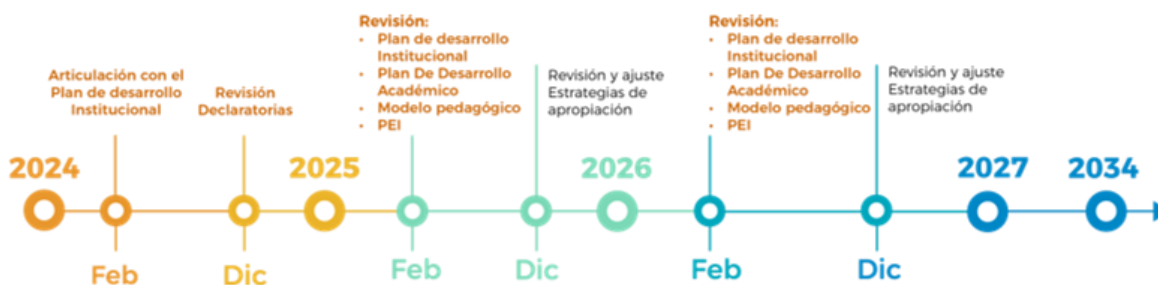 Articulación con el
Plan de desarrollo
Institucional
Revisión
Declaratorias
Revisión:
• Plan de desarrollo
Institucional
• Plan De Desarrollo
Académico
• Modelo pedagógico
• PEI
Revisión y ajuste
Estrategias de
apropiación
Revisión:
• Plan de desarrollo
Institucional
• Plan De Desarrollo
Académico
• Modelo pedagógico
• PEI
Revisión y ajuste
Estrategias de
apropiación
2024
2025
2026
2027
2034
Feb
Dic
Feb
Dic
Feb
Dic